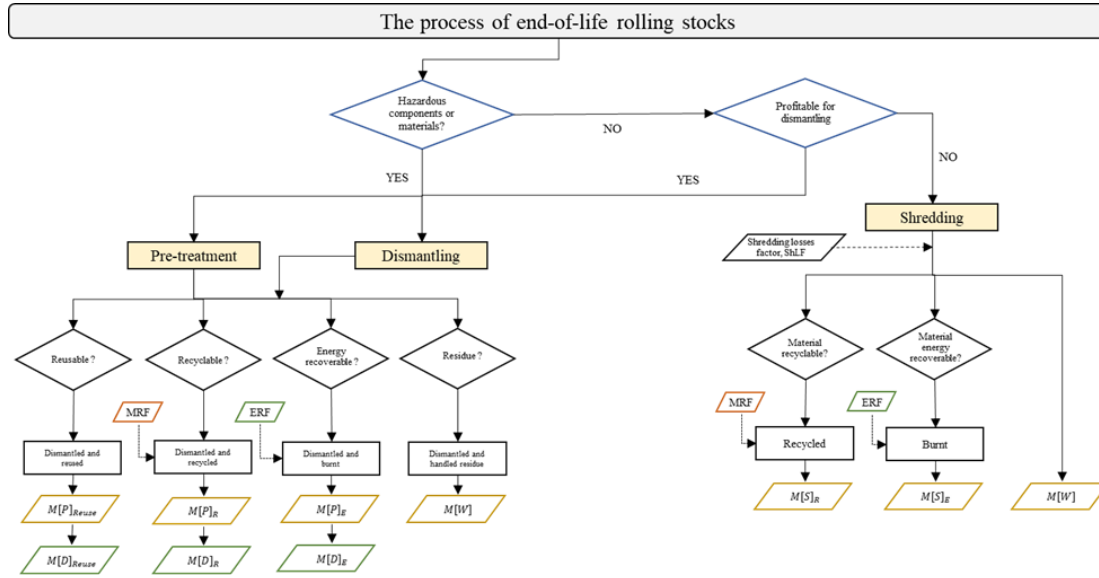 The process of end-of-life rolling stocks
Hazardous
components or
materials?
Profitable for
dismantling
NO
NO
YES
YES
Shredding
Pre-treatment
Dismantling
Shredding losses
factor, ShLF
Reusable ?
Recyclable ?
Energy
recoverable ?
Residue ?
Material
recyclable?
Material
energy
recoverable?
MRF
ERF
MRF
ERF
Dismantled and
reused
Dismantled and
recycled
Dismantled and
burnt
Dismantled and
handled residue
Recycled
Burnt
M[P]Reuse
M[P]R
M[P]E
M[W]
M[S]R
M[S]E
M[W]
M[D]Reuse
M[D]R
M[D]E